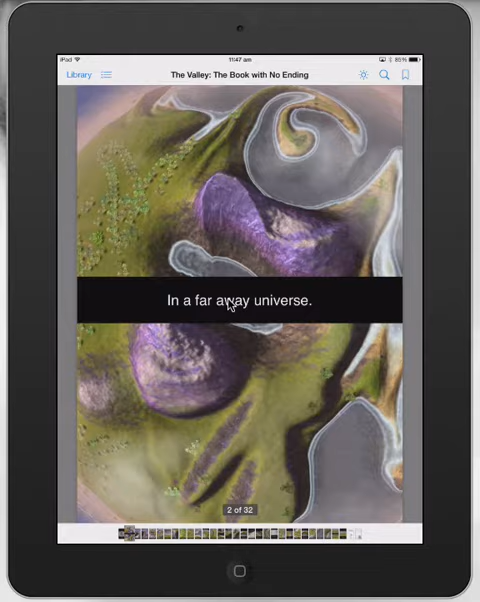 iPad
11:47 am
85%
Library
The Valley: The Book with No Ending
In a far away universe.
2 of 32